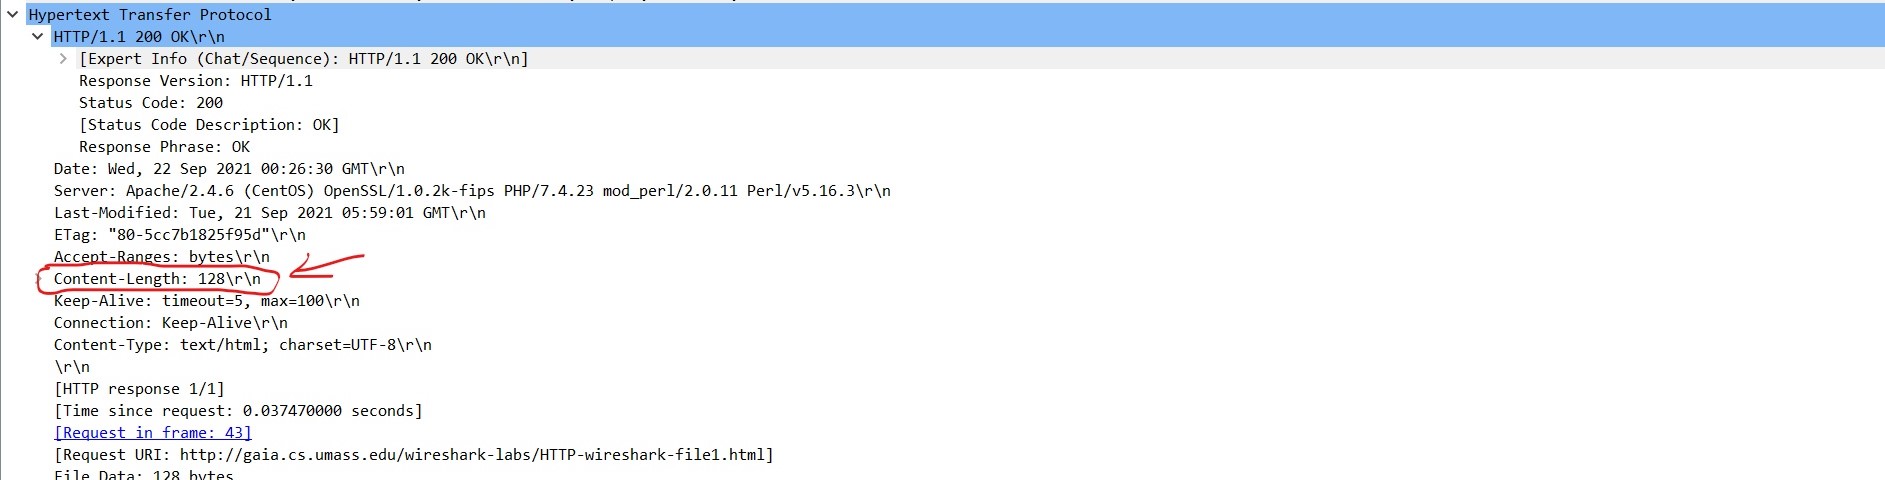 Hypertext Transfer Protocol
HTTP/1.1 200 OK\r\n
[Expert Info (Chat/Sequence): HTTP/1.1 200 OK\r\n]
Response Version: HTTP/1.1
Status Code: 200
[Status Code Description: OK]
Response Phrase: OK
Date: Wed, 22 Sep 2021 00:26:30 GMT\r\n
Server: Apache/2.4.6 (CentOS) OpenSSL/1.0.2k-fips PHP/7.4.23 mod_perl/2.0.11 Perl/v5.16.3\r\n
Last-Modified: Tue, 21 Sep 2021 05:59:01 GMT\r\n
ETag: "80-5cc7b1825f95d"\r\n
Accept-Ranges: bytes\r\n
Content-Length: 128\r\n
Keep-Alive: timeout=5, max=100\r\n
Connection: Keep-Alive\r\n
Content-Type: text/html; charset=UTF-8\r\n
\r\n
[HTTP response 1/1]
[Time since request: 0.037470000 seconds]
[Request in frame: 43]
[Request URI: http://gaia.cs.umass.edu/wireshark-labs/HTTP-wireshark-file1.html]
File Data: 128 bytes